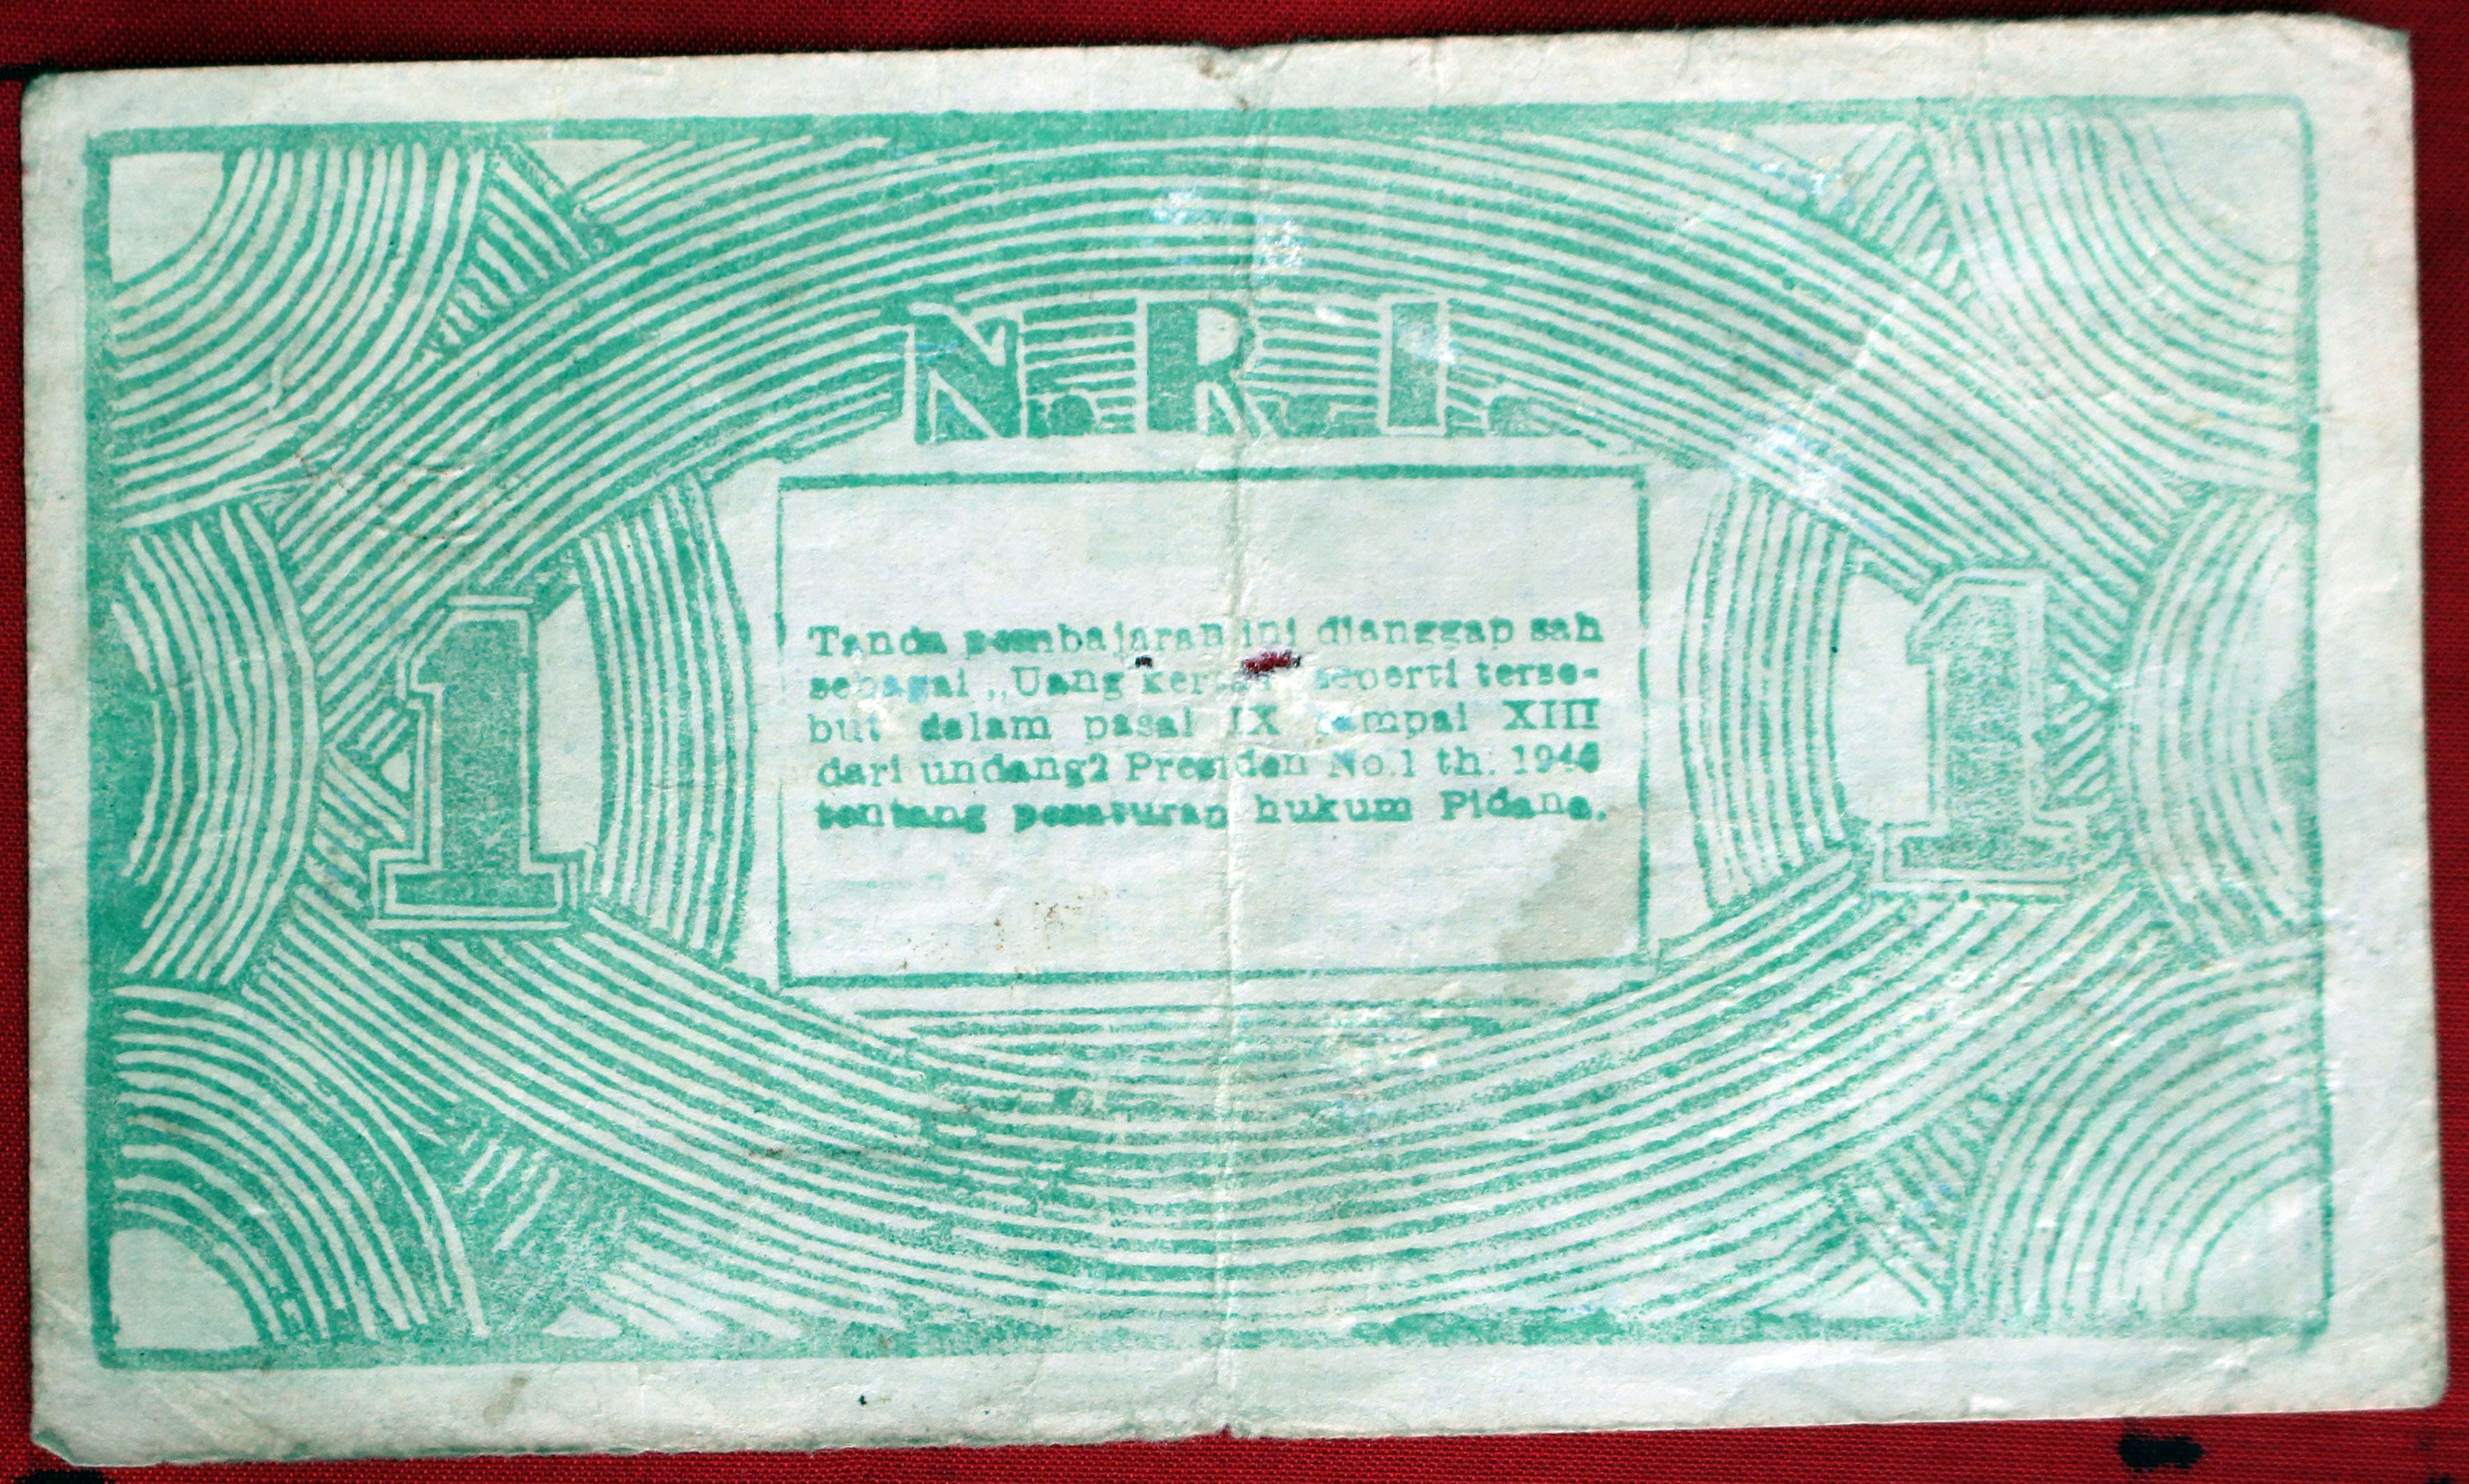 N. R. I.
1 1
Tanda pembajaran ini dianggap sah
sebagai „Uang kertas" seperti terse-
but dalam pasal IX sampai XIII
dari undang2 Presiden No.1 th: 1946
tentang peraturan hukum Pidana.